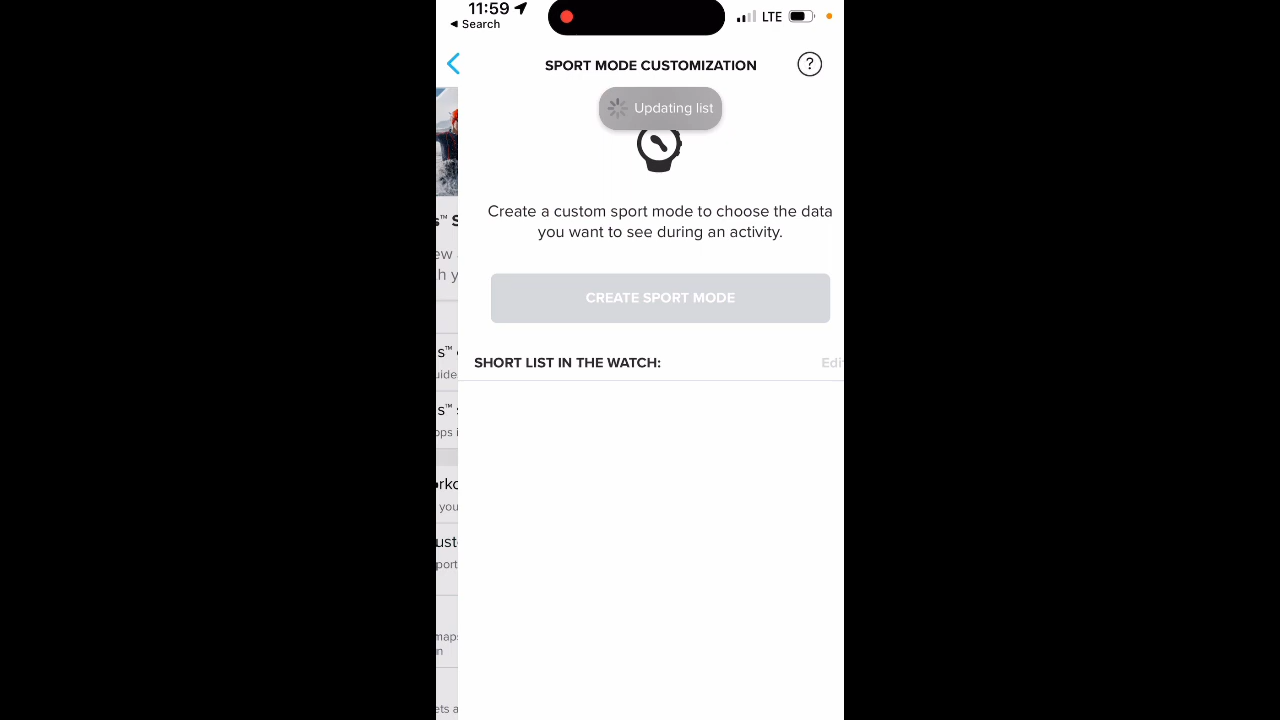 11:59
LTE
◄ Search
SPORT MODE CUSTOMIZATION
?
Updating list
Create a custom sport mode to choose the data
you want to see during an activity.
CREATE SPORT MODE
SHORT LIST IN THE WATCH: